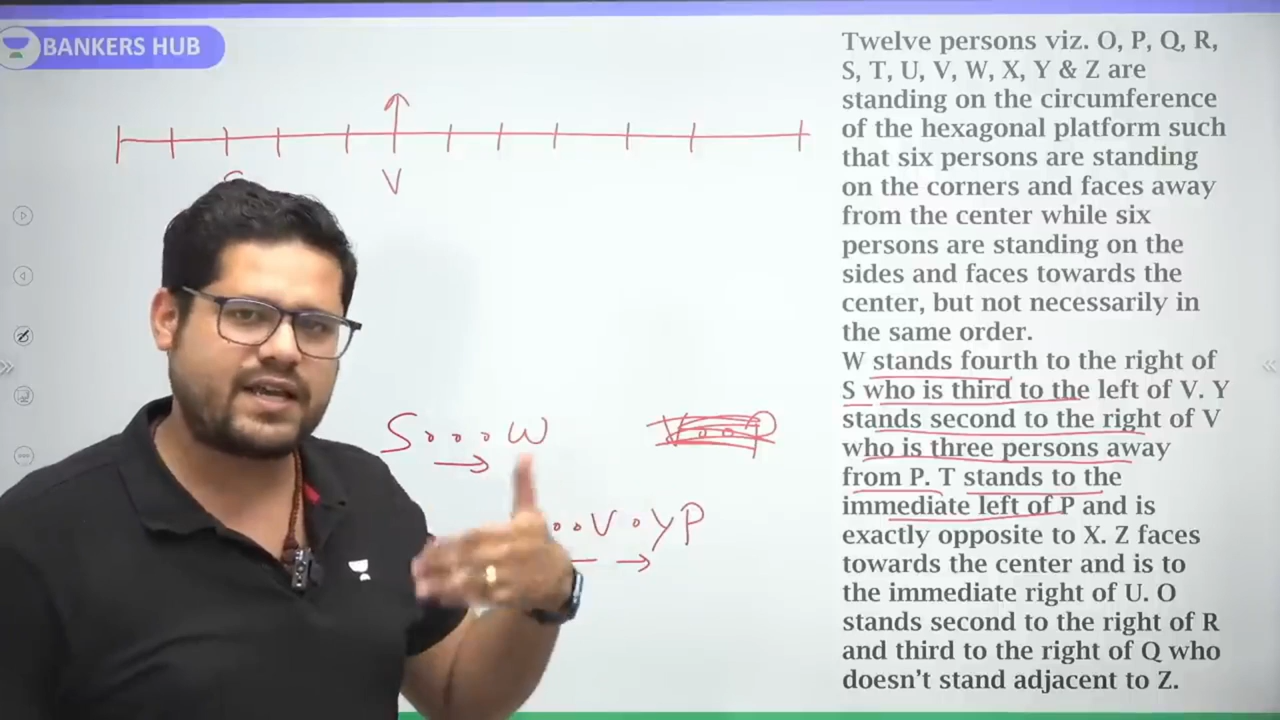 BANKERS HUB
V
S o o o W
V o o P
o o V o Y P
Twelve persons viz. O, P, Q, R,
S, T, U, V, W, X, Y & Z are
standing on the circumference
of the hexagonal platform such
that six persons are standing
on the corners and faces away
from the center while six
persons are standing on the
sides and faces towards the
center, but not necessarily in
the same order.
W stands fourth to the right of
S who is third to the left of V. Y
stands second to the right of V
who is three persons away
from P. T stands to the
immediate left of P and is
exactly opposite to X. Z faces
towards the center and is to
the immediate right of U. O
stands second to the right of R
and third to the right of Q who
doesn't stand adjacent to Z.